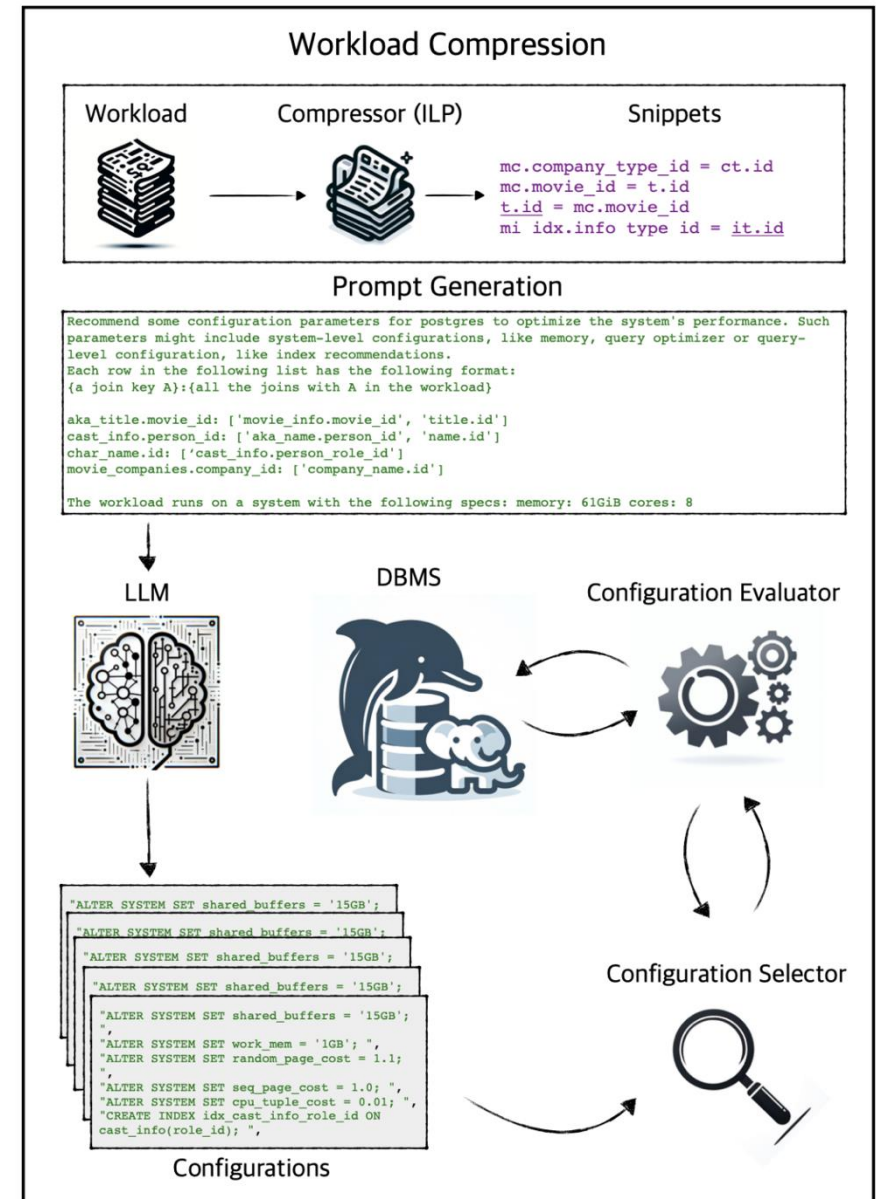 Workload Compression
Workload
Compressor (ILP)
Snippets
mc.company_type_id = ct.id
mc.movie_id = t.id
t.id = mc.movie_id
mi idx.info type id = it.id
Prompt Generation
Recommend some configuration parameters for postgres to optimize the system's performance. Such
parameters might include system-level configurations, like memory, query optimizer or query-
level configuration, like index recommendations.
Each row in the following list has the following format:
{a join key A}:{all the joins with A in the workload}
aka_title.movie_id: ['movie_info.movie_id', 'title.id']
cast_info.person_id: ['aka_name.person_id', 'name.id']
char_name.id: ['cast_info.person_role_id']
movie_companies.company_id: ['company_name.id']
The workload runs on a system with the following specs: memory: 61GiB cores: 8
LLM
DBMS
Configuration Evaluator
"ALTER SYSTEM SET shared_buffers = '15GB';
"ALTER SYSTEM SET shared_buffers = '15GB';
"ALTER SYSTEM SET shared_buffers = '15GB';
"ALTER SYSTEM SET shared_buffers = '15GB';
"ALTER SYSTEM SET shared_buffers = '15GB';
",
"ALTER SYSTEM SET work_mem = '1GB'; ",
"ALTER SYSTEM SET random_page_cost = 1.1;
",
"ALTER SYSTEM SET seq_page_cost = 1.0; ",
"ALTER SYSTEM SET cpu_tuple_cost = 0.01; ",
"CREATE INDEX idx_cast_info_role_id ON
cast_info(role_id); ",
Configurations
Configuration Selector